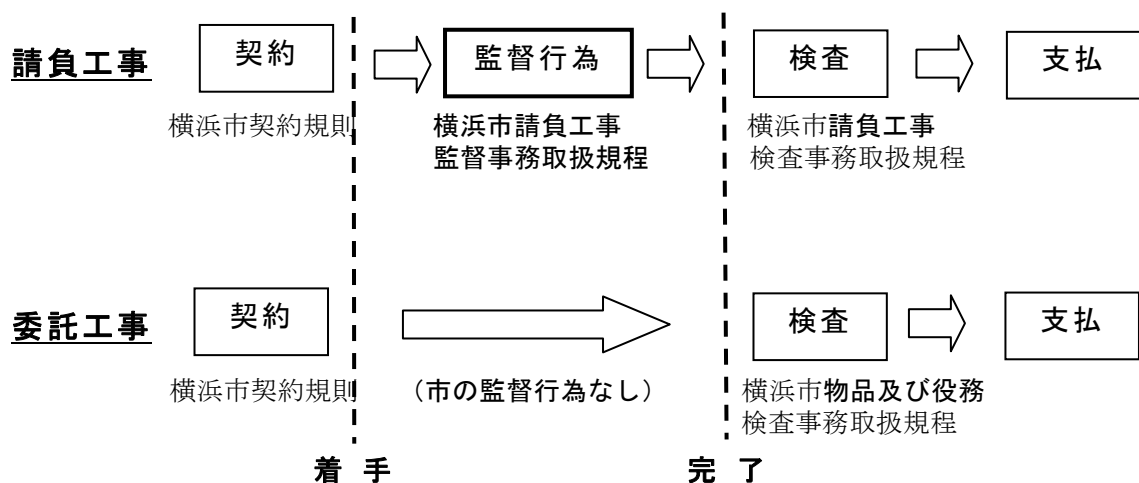 請負工事
契約
監督行為
検査
支払
横浜市契約規則
横浜市請負工事
監督事務取扱規程
横浜市請負工事
検査事務取扱規程
委託工事
契約
検査
支払
横浜市契約規則
（市の監督行為なし）
横浜市物品及び役務
検査事務取扱規程
着 手
完 了